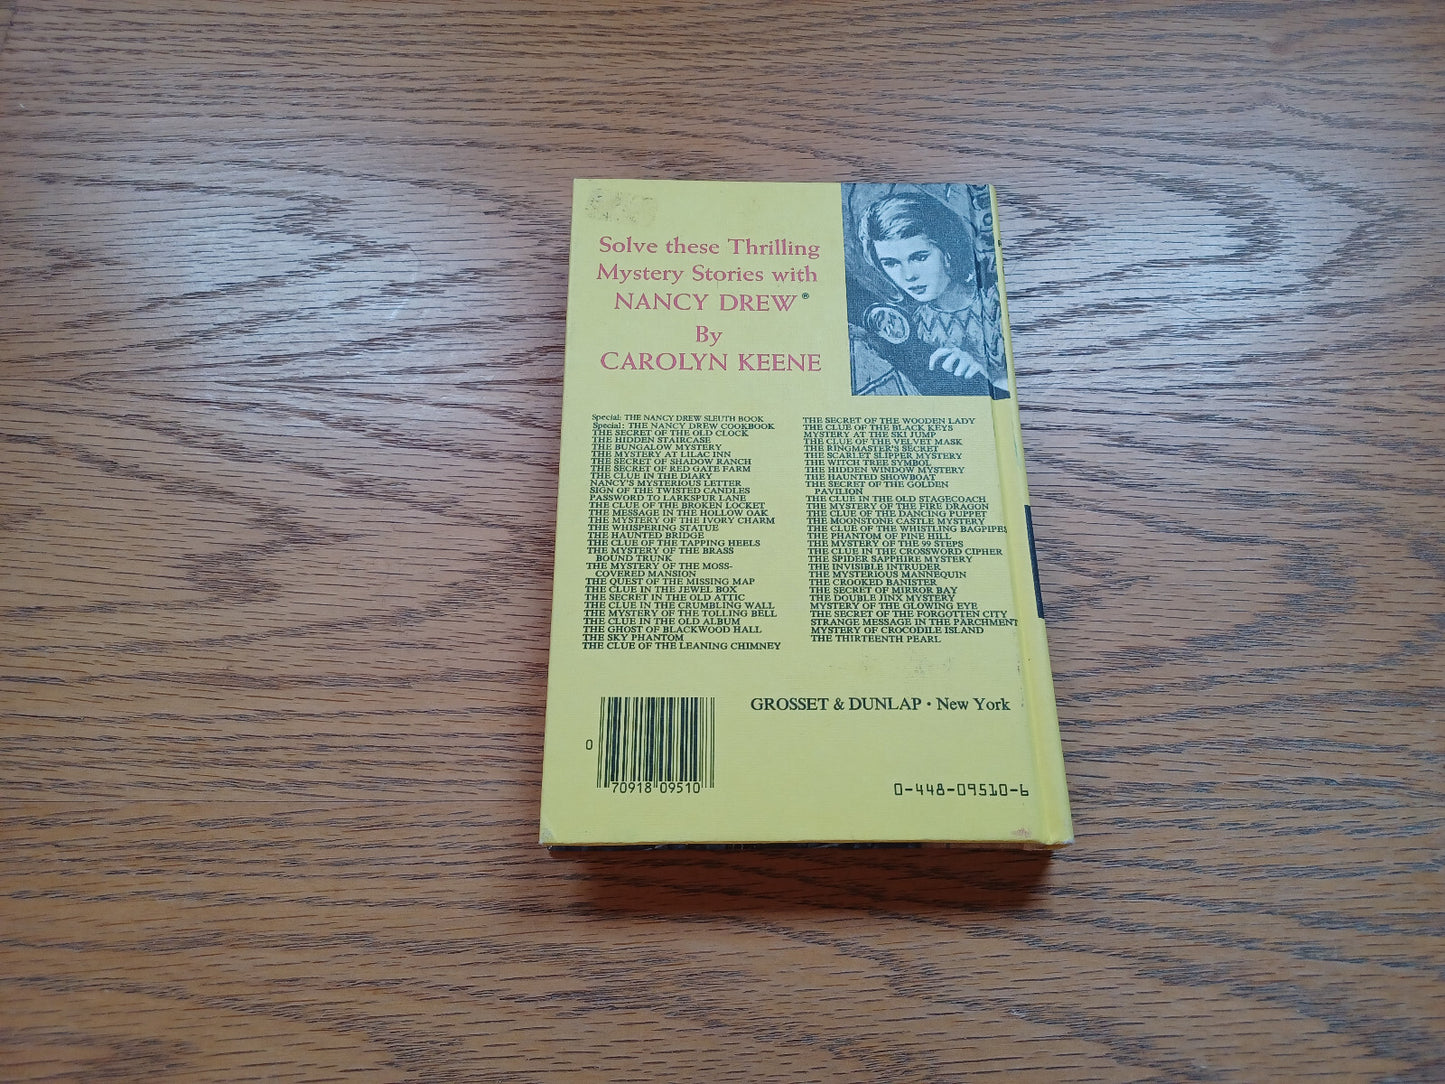 Solve these Thrilling
Mystery Stories with
NANCY DREW®
By
CAROLYN KEENE
Special: THE NANCY DREW SLEUTH BOOK
Special: THE NANCY DREW COOKBOOK
THE SECRET OF THE OLD CLOCK
THE HIDDEN STAIRCASE
THE BUNGALOW MYSTERY
THE MYSTERY AT LILAC INN
THE SECRET OF SHADOW RANCH
THE SECRET OF RED GATE FARM
THE CLUE IN THE DIARY
NANCY'S MYSTERIOUS LETTER
SIGN OF THE TWISTED CANDLES
PASSWORD TO LARKSPUR LANE
THE CLUE OF THE BROKEN LOCKET
THE MESSAGE IN THE HOLLOW OAK
THE MYSTERY OF THE IVORY CHARM
THE WHISPERING STATUE
THE HAUNTED BRIDGE
THE CLUE OF THE TAPPING HEELS
THE MYSTERY OF THE BRASS
BOUND TRUNK
THE MYSTERY OF THE MOSS-
COVERED MANSION
THE QUEST OF THE MISSING MAP
THE CLUE IN THE JEWEL BOX
THE SECRET IN THE OLD ATTIC
THE CLUE IN THE CRUMBLING WALL
THE MYSTERY OF THE TOLLING BELL
THE CLUE IN THE OLD ALBUM
THE GHOST OF BLACKWOOD HALL
THE SKY PHANTOM
THE CLUE OF THE LEANING CHIMNEY
THE SECRET OF THE WOODEN LADY
THE CLUE OF THE BLACK KEYS
MYSTERY AT THE SKI JUMP
THE CLUE OF THE VELVET MASK
THE RINGMASTER'S SECRET
THE SCARLET SLIPPER MYSTERY
THE WITCH TREE SYMBOL
THE HIDDEN WINDOW MYSTERY
THE HAUNTED SHOWBOAT
THE SECRET OF THE GOLDEN
PAVILION
THE CLUE IN THE OLD STAGECOACH
THE MYSTERY OF THE FIRE DRAGON
THE CLUE OF THE DANCING PUPPET
THE MOONSTONE CASTLE MYSTERY
THE CLUE OF THE WHISTLING BAGPIPES
THE PHANTOM OF PINE HILL
THE MYSTERY OF THE 99 STEPS
THE CLUE IN THE CROSSWORD CIPHER
THE SPIDER SAPPHIRE MYSTERY
THE INVISIBLE INTRUDER
THE MYSTERIOUS MANNEQUIN
THE CROOKED BANISTER
THE SECRET OF MIRROR BAY
THE DOUBLE JINX MYSTERY
MYSTERY OF THE GLOWING EYE
THE SECRET OF THE FORGOTTEN CITY
STRANGE MESSAGE IN THE PARCHMENT
MYSTERY OF CROCODILE ISLAND
THE THIRTEENTH PEARL
GROSSET & DUNLAP • New York
0 70918 09510
0-448-09510-6